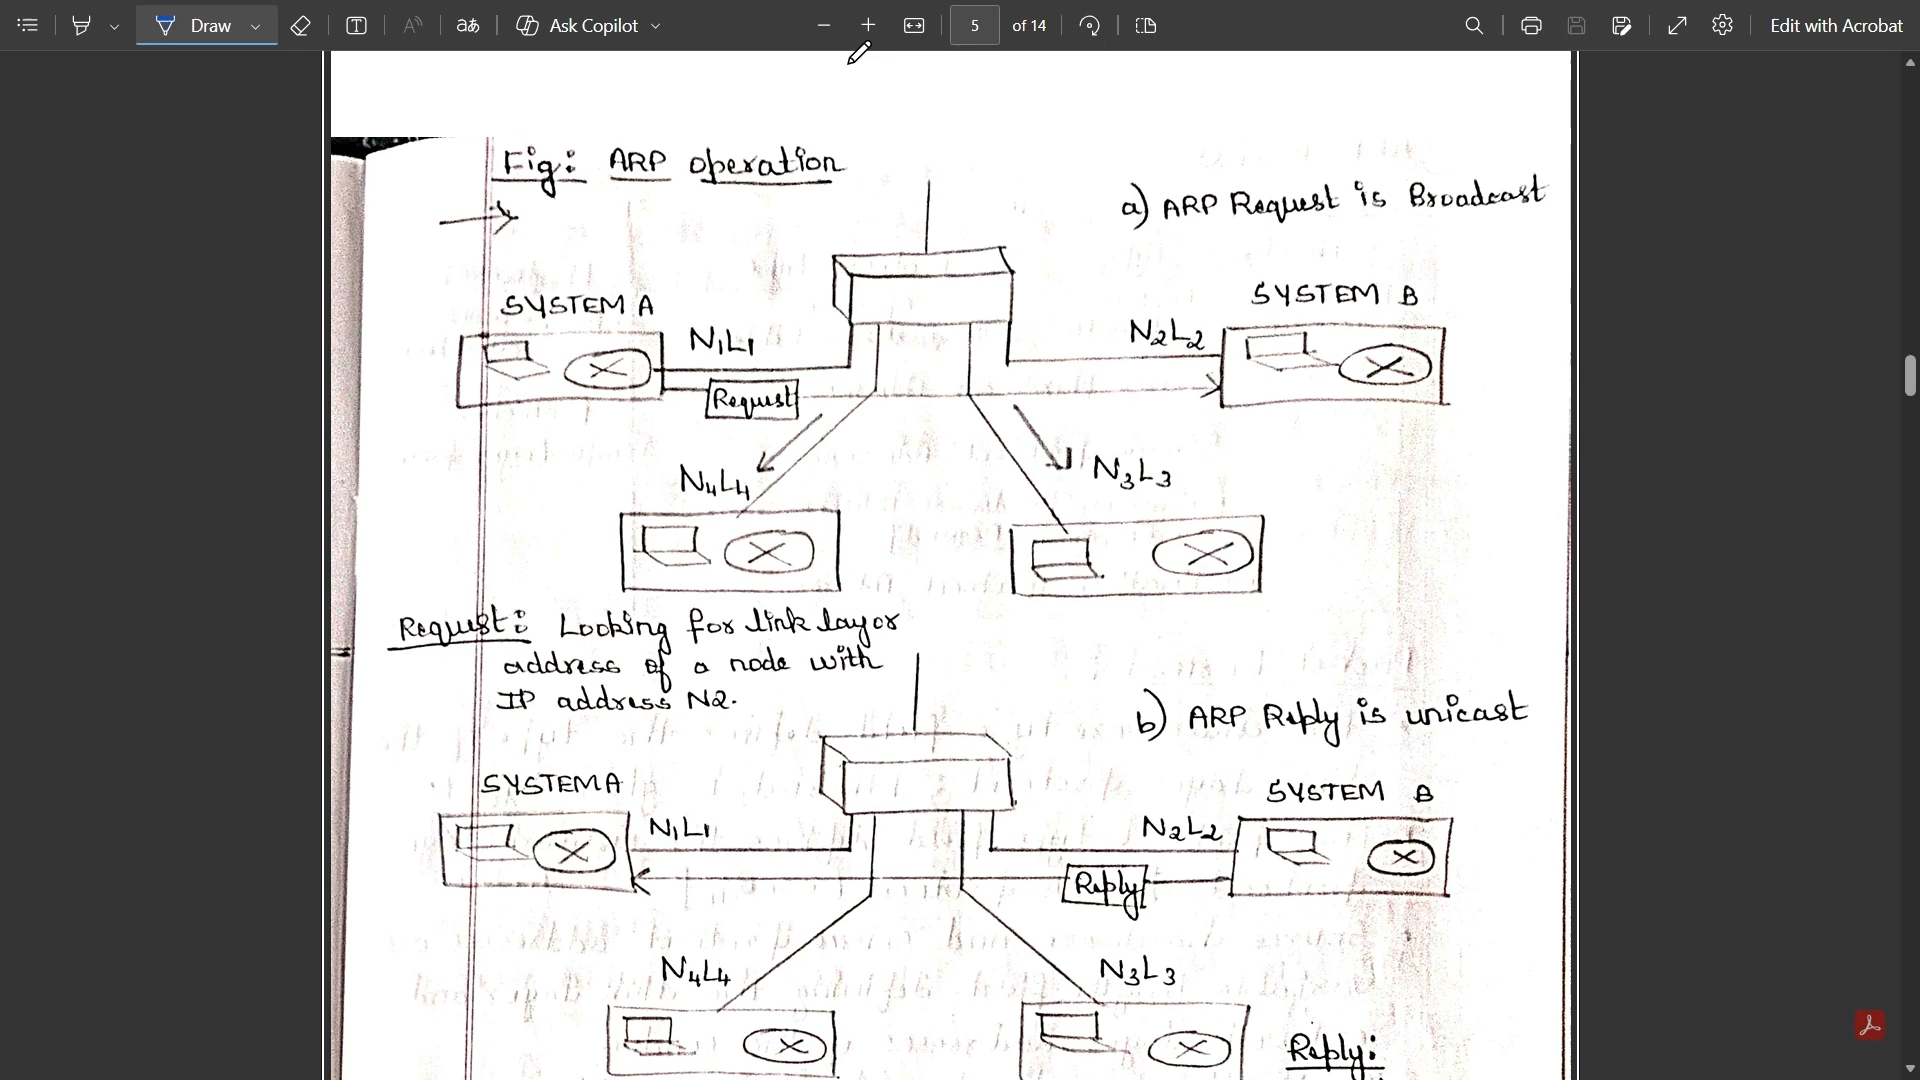 Draw
Ask Copilot
5 of 14
Edit with Acrobat
Fig: ARP operation
a) ARP Request is Broadcast
SYSTEM A
SYSTEM B
N1L1
N2L2
Request
N4L4
N3L3
Request: Looking for link layer
address of a node with
IP address N2.
b) ARP Reply is unicast
SYSTEM A
SYSTEM B
N1L1
N2L2
Reply
N4L4
N3L3
Reply: